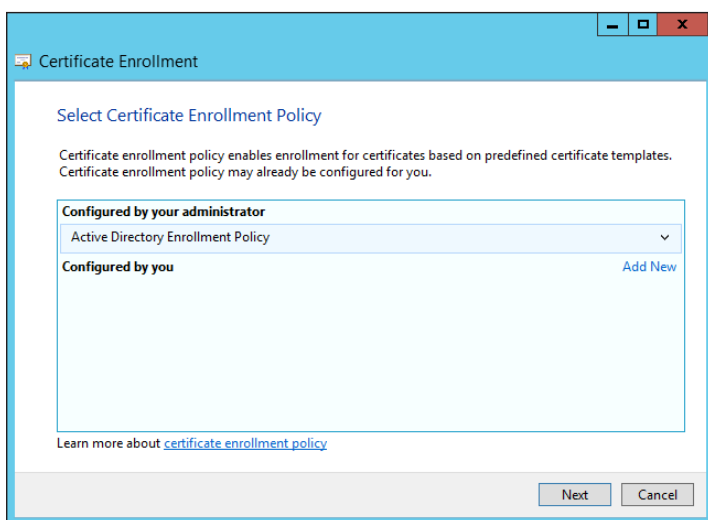 Certificate Enrollment
Select Certificate Enrollment Policy
Certificate enrollment policy enables enrollment for certificates based on predefined certificate templates.
Certificate enrollment policy may already be configured for you.
Configured by your administrator
Active Directory Enrollment Policy
Configured by you Add New
Learn more about certificate enrollment policy
Next Cancel